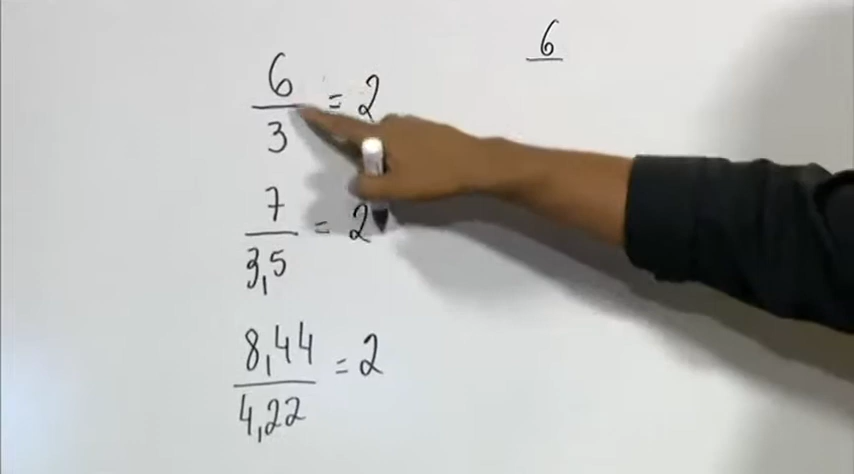 6
6/3 = 2
7/3,5 = 2
8,44/4,22 = 2